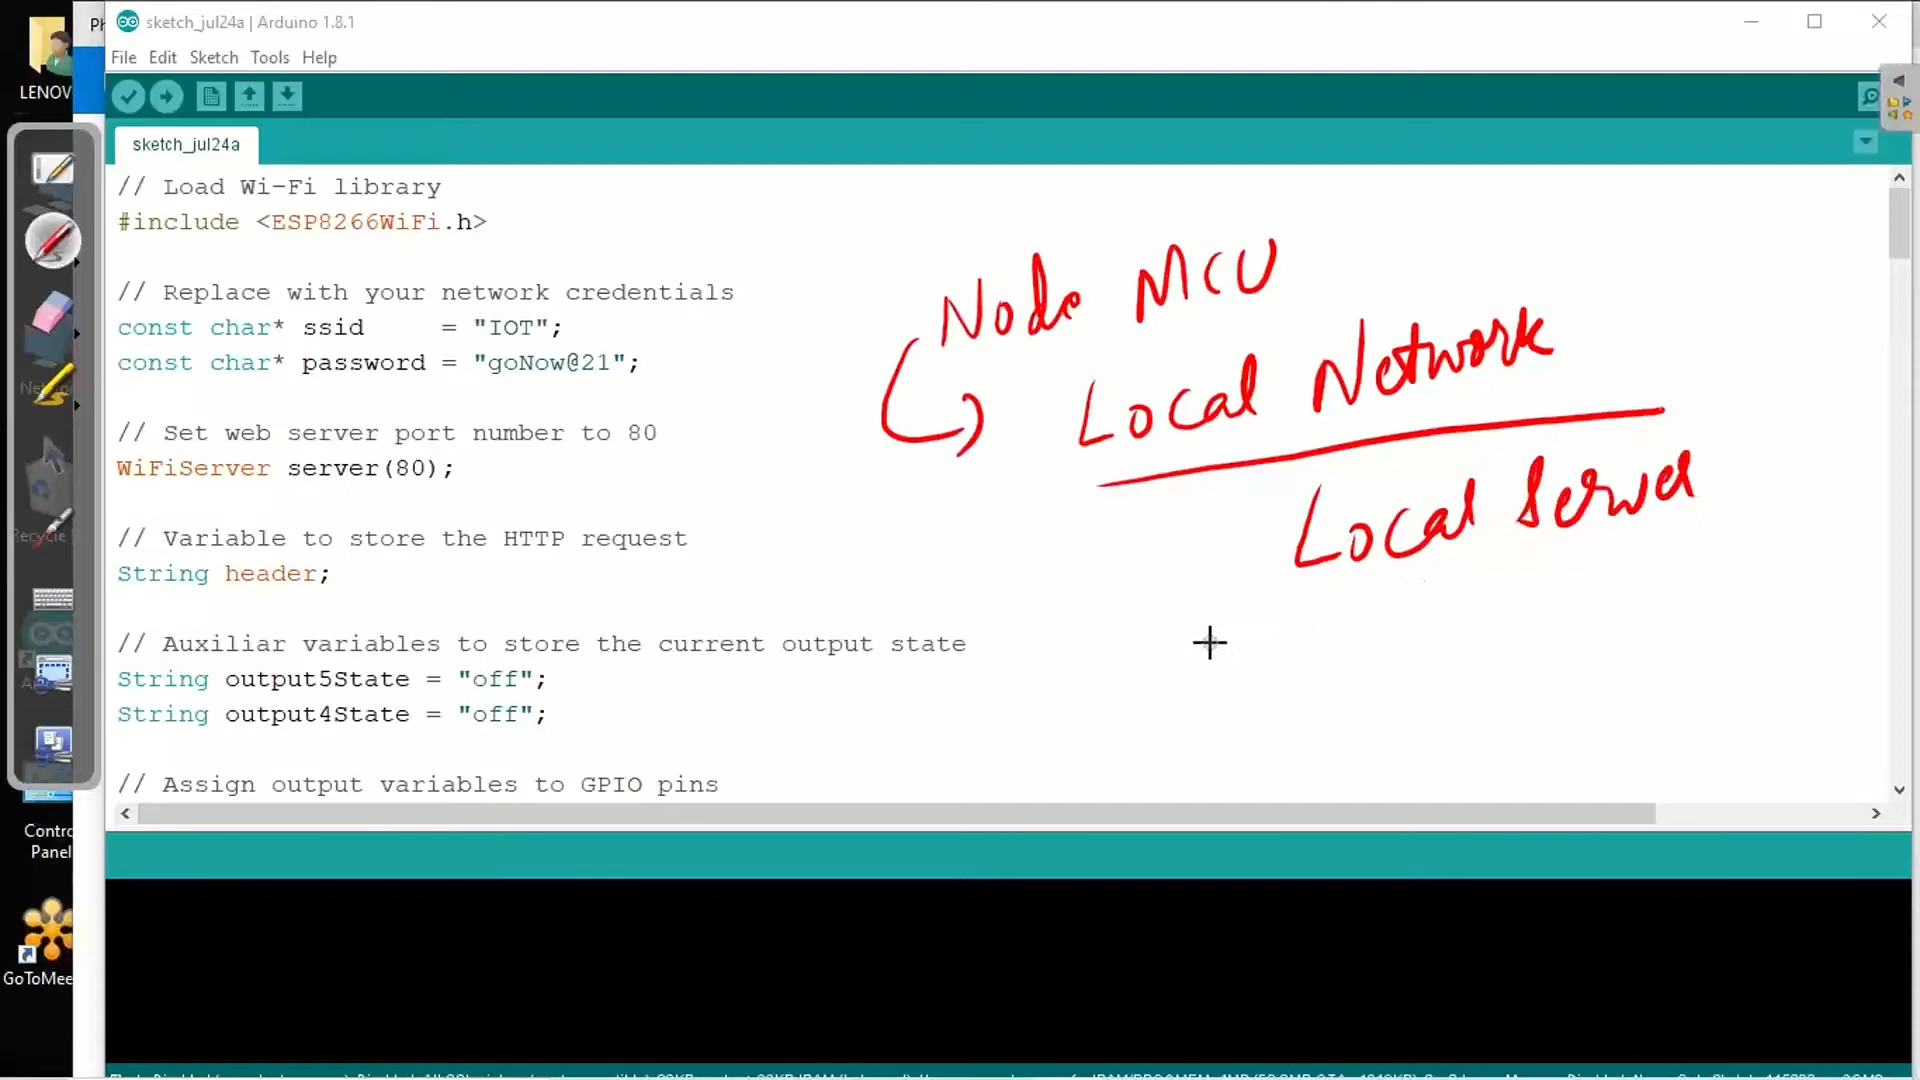 Ph
sketch_jul24a | Arduino 1.8.1
File Edit Sketch Tools Help
LENOV
sketch_jul24a
// Load Wi-Fi library
#include <ESP8266WiFi.h>
Node MCU
// Replace with your network credentials
const char* ssid     = "IOT";
const char* password = "goNow@21";
Local Network
// Set web server port number to 80
WiFiServer server(80);
Local Server
// Variable to store the HTTP request
String header;
Recycle
// Auxiliar variables to store the current output state
String output5State = "off";
String output4State = "off";
// Assign output variables to GPIO pins
Contro
Panel
GoToMee